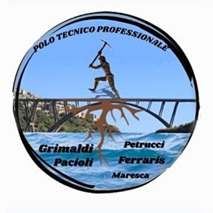 POLO TECNICO PROFESSIONALE
Grimaldi
Pacioli
Petrucci
Ferraris
Maresca